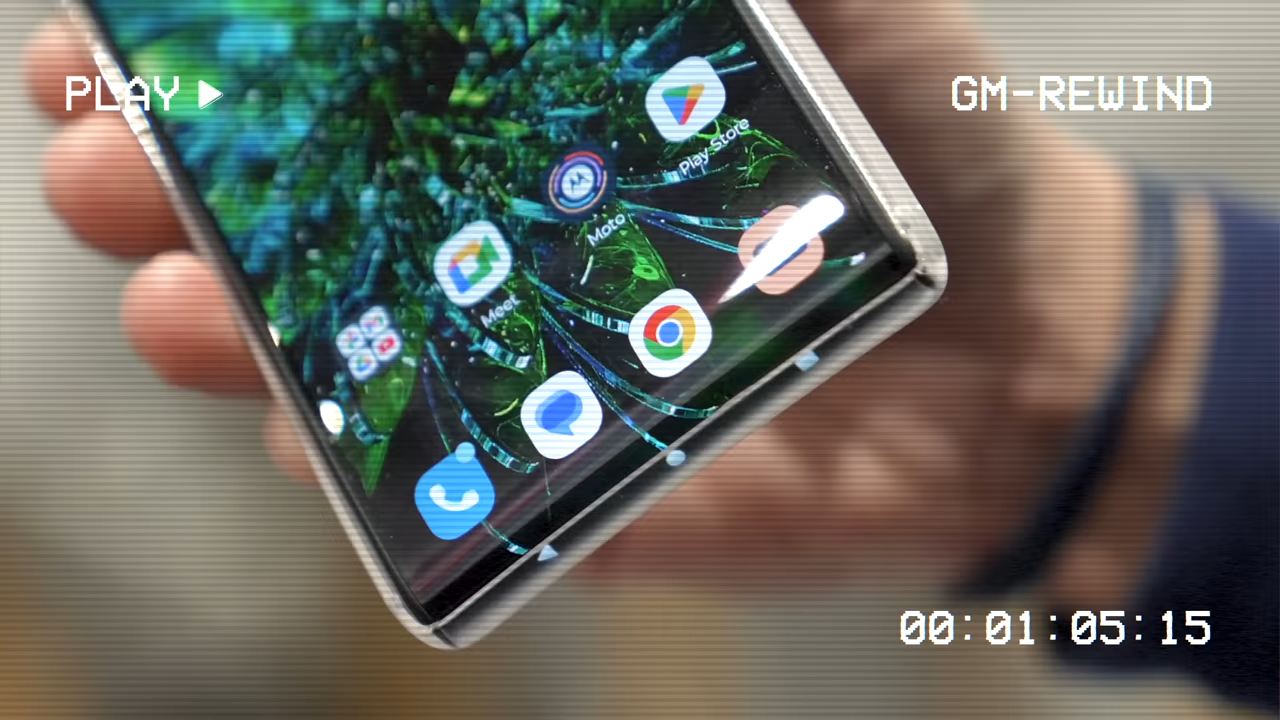 PLAY
GM-REWIND
Play Store
Moto
Meet
00:01:05:15